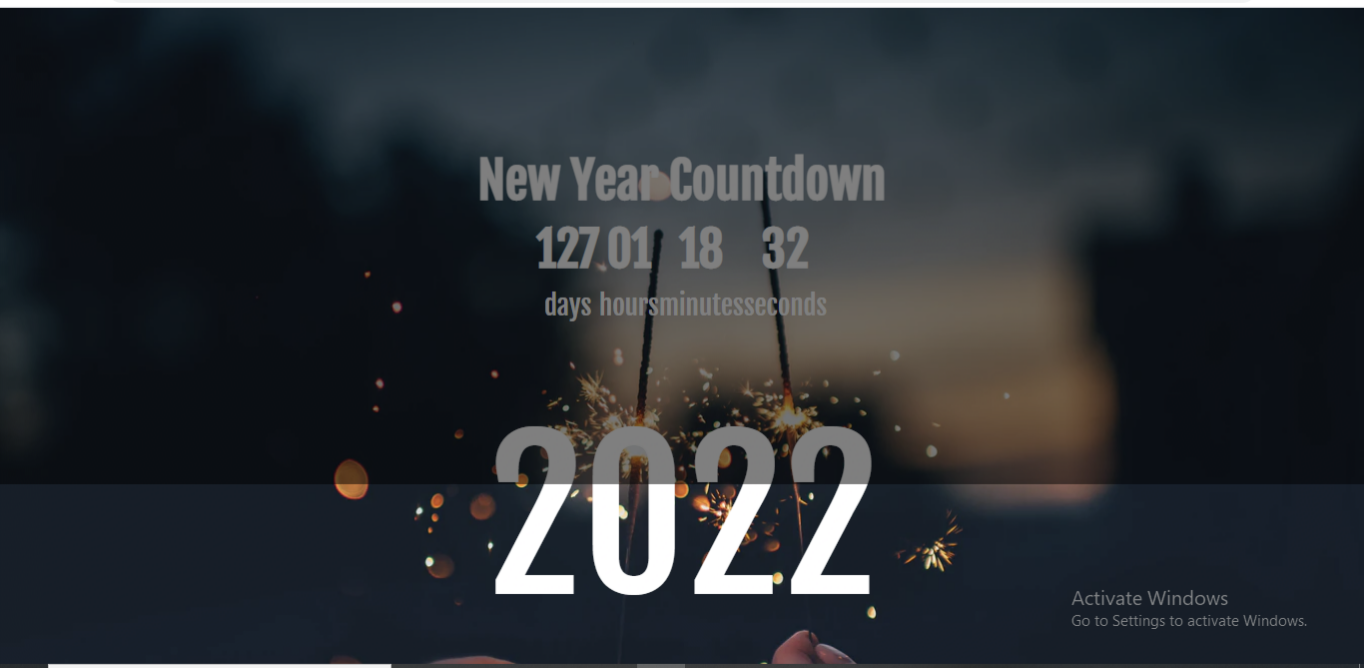 New Year Countdown
127 01 18 32
days hours minutes seconds
2022
Activate Windows
Go to Settings to activate Windows.